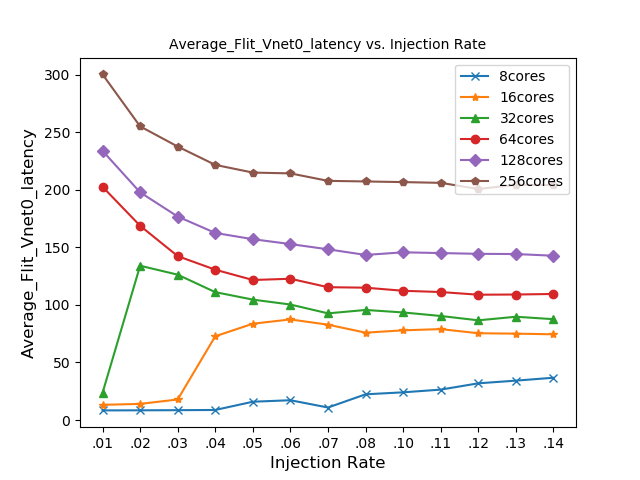 Average_Flit_Vnet0_latency vs. Injection Rate
Average_Flit_Vnet0_latency
300
250
200
150
100
50
0
8cores
16cores
32cores
64cores
128cores
256cores
.01 .02 .03 .04 .05 .06 .07 .08 .10 .11 .12 .13 .14
Injection Rate